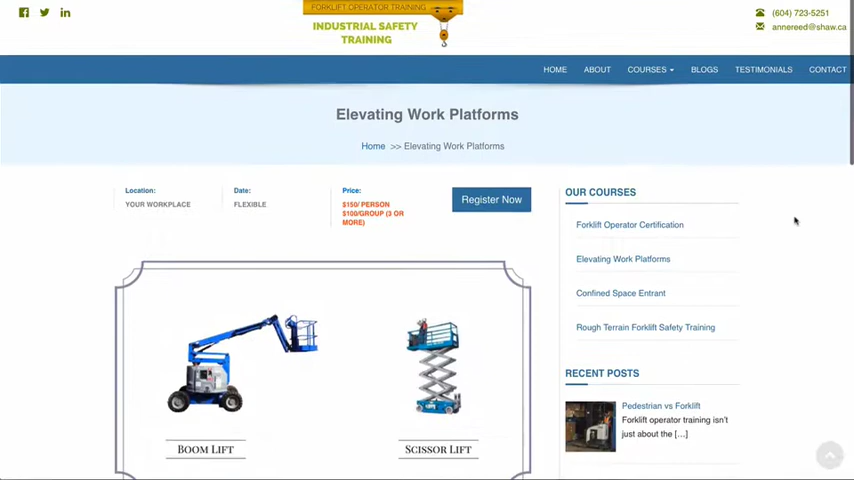 FORKLIFT OPERATOR TRAINING
INDUSTRIAL SAFETY
TRAINING
(604) 723-5251
annereed@shaw.ca
HOME ABOUT COURSES BLOGS TESTIMONIALS CONTACT
Elevating Work Platforms
Home >> Elevating Work Platforms
Location:
YOUR WORKPLACE
Date:
FLEXIBLE
Price:
$150/ PERSON
$100/GROUP (3 OR
MORE)
Register Now
BOOM LIFT
SCISSOR LIFT
OUR COURSES
Forklift Operator Certification
Elevating Work Platforms
Confined Space Entrant
Rough Terrain Forklift Safety Training
RECENT POSTS
Pedestrian vs Forklift
Forklift operator training isn't
just about the [...]